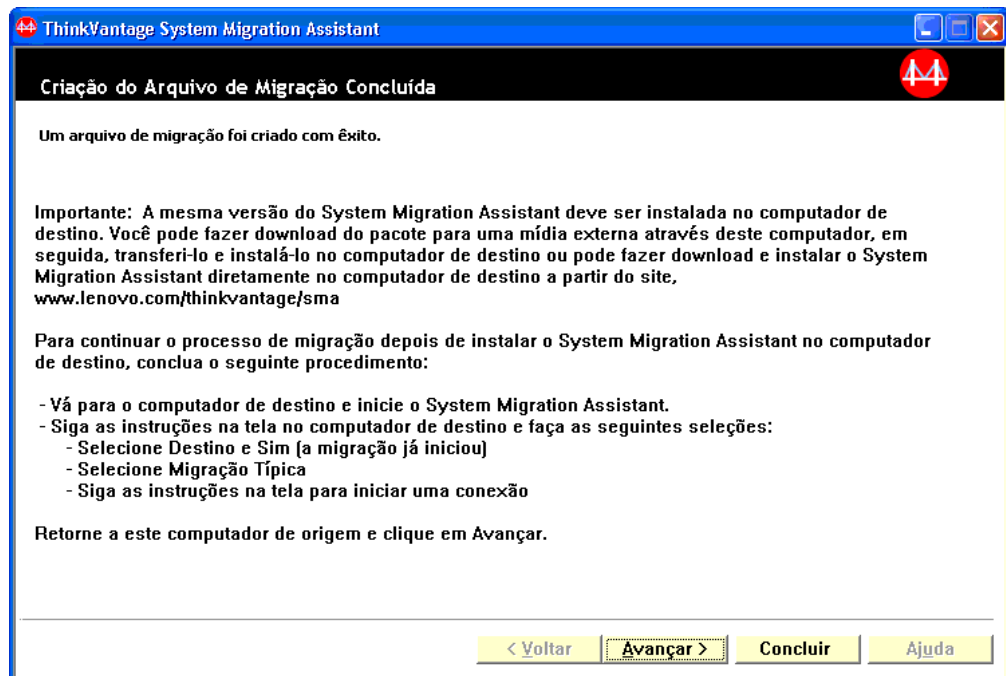 ThinkVantage System Migration Assistant
Criação do Arquivo de Migração Concluída
Um arquivo de migração foi criado com êxito.
Importante: A mesma versão do System Migration Assistant deve ser instalada no computador de
destino. Você pode fazer download do pacote para uma mídia externa através deste computador, em
seguida, transferi-lo e instalá-lo no computador de destino ou pode fazer download e instalar o System
Migration Assistant diretamente no computador de destino a partir do site,
www.lenovo.com/thinkvantage/sma
Para continuar o processo de migração depois de instalar o System Migration Assistant no computador
de destino, conclua o seguinte procedimento:
- Vá para o computador de destino e inicie o System Migration Assistant.
- Siga as instruções na tela no computador de destino e faça as seguintes seleções:
- Selecione Destino e Sim (a migração já iniciou)
- Selecione Migração Típica
- Siga as instruções na tela para iniciar uma conexão
Retorne a este computador de origem e clique em Avançar.
< Voltar Avançar > Concluir Ajuda